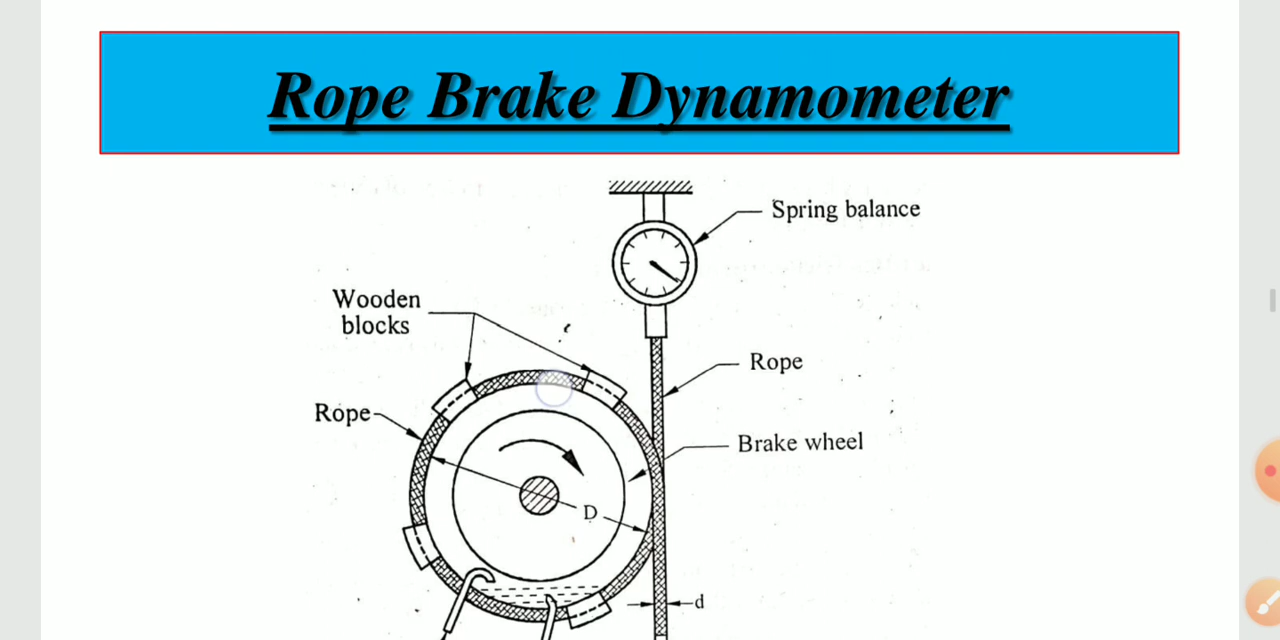 Rope Brake Dynamometer
Spring balance
Wooden
blocks
Rope
Rope
Brake wheel
D
d